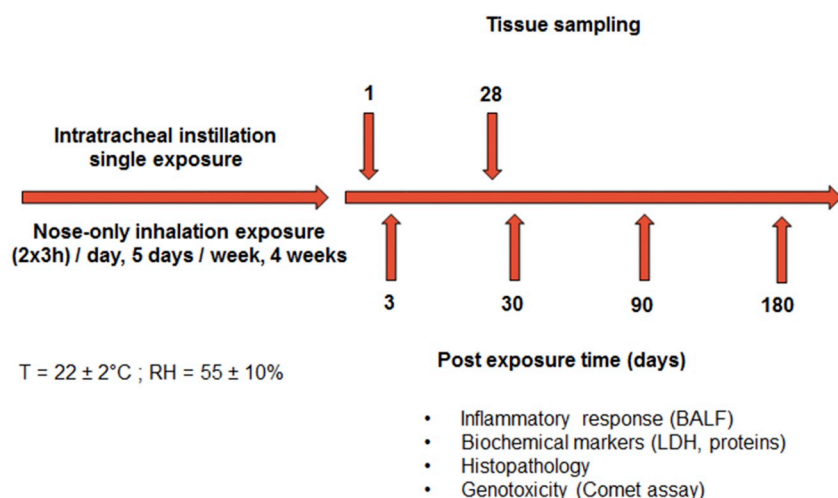 Tissue sampling
1 28
Intratracheal instillation
single exposure
Nose-only inhalation exposure
(2x3h) / day, 5 days / week, 4 weeks
3 30 90 180
T = 22 ± 2°C ; RH = 55 ± 10%
Post exposure time (days)
• Inflammatory response (BALF)
• Biochemical markers (LDH, proteins)
• Histopathology
• Genotoxicity (Comet assay)